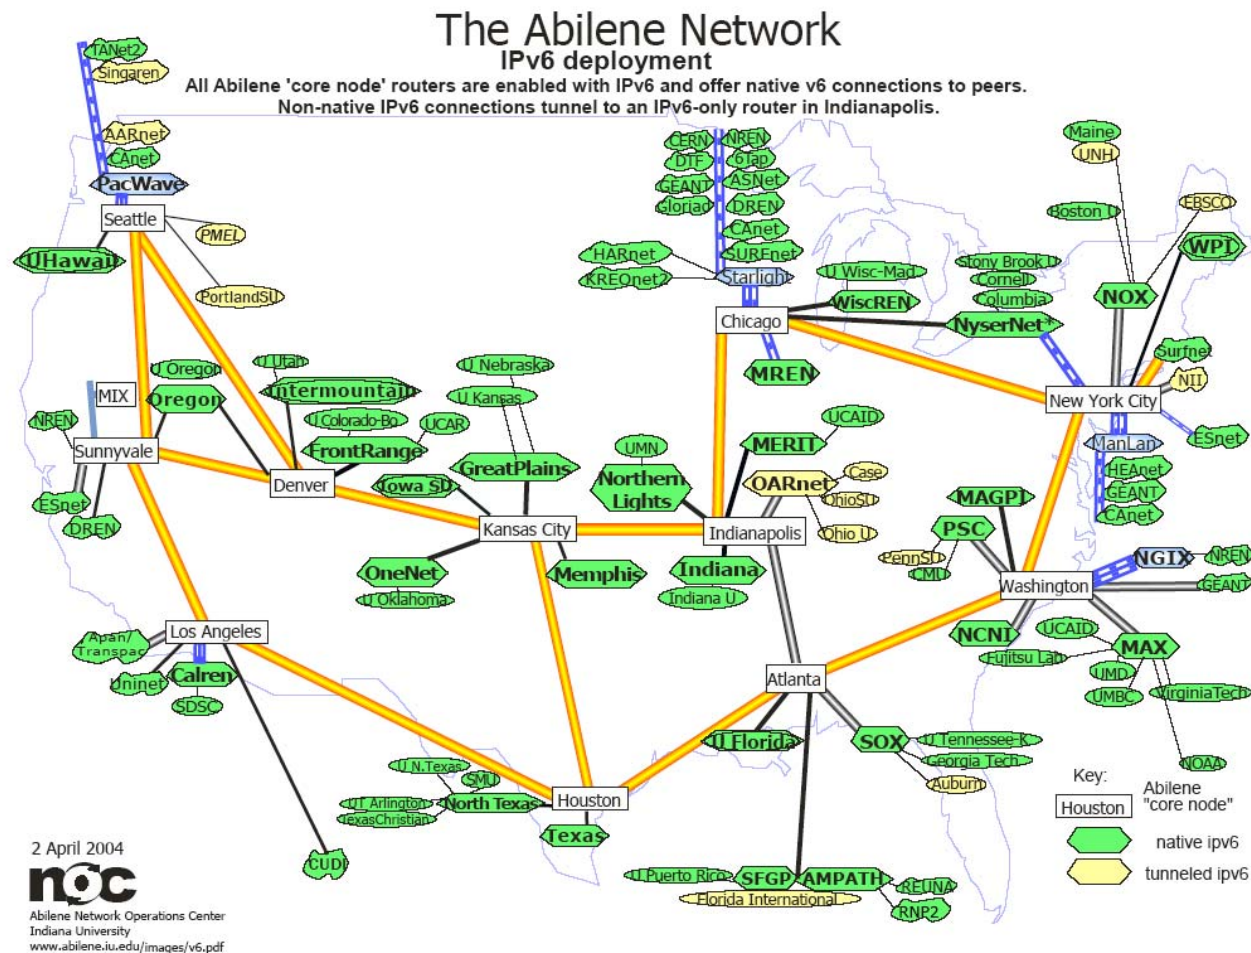 The Abilene Network
IPv6 deployment
All Abilene 'core node' routers are enabled with IPv6 and offer native v6 connections to peers.
Non-native IPv6 connections tunnel to an IPv6-only router in Indianapolis.
TANet2
Singaren
AARnet
CAnet
PacWave
Seattle
PMEL
UHawaii
PortlandSU
CERN
NREN
DTF
6Tap
GEANT
ASNet
Gloriad
DREN
CAnet
HARnet
SURFnet
KREOnet2
Starlight
U Wisc-Mad
WiscREN
Chicago
MREN
Maine
UNH
EBSCO
Boston U
WPI
Stony Brook U
Cornell
Columbia
NyserNet*
NOX
Surfnet
NII
New York City
ManLan
ESnet
HEAnet
GEANT
CAnet
MIX
U Oregon
Oregon
NREN
Sunnyvale
ESnet
DREN
U Utah
Intermountain
U Colorado-Bo
UCAR
FrontRange
Denver
U Nebraska
U Kansas
GreatPlains
Iowa SU
Kansas City
OneNet
U Oklahoma
Memphis
UMN
Northern
Lights
MERIT
UCAID
OARnet
Case
OhioSU
Ohio U
Indianapolis
Indiana
Indiana U
MAGPI
PSC
PennSU
CMU
NGIX
NREN
GEANT
Washington
NCNI
Fujitsu Lab
UCAID
MAX
UMD
UMBC
VirginiaTech
NOAA
Los Angeles
Apan/
Transpac
Uninet
Calren
SDSC
CUDI
Atlanta
U Florida
SOX
U Tennessee-K
Georgia Tech
Auburn
U N.Texas
SMU
UT Arlington
TexasChristian
North Texas
Houston
Texas
U Puerto Rico
SFGP
AMPATH
Florida International
REUNA
RNP2
Key:
Houston
Abilene
"core node"
native ipv6
tunneled ipv6
2 April 2004
noc
Abilene Network Operations Center
Indiana University
www.abilene.iu.edu/images/v6.pdf